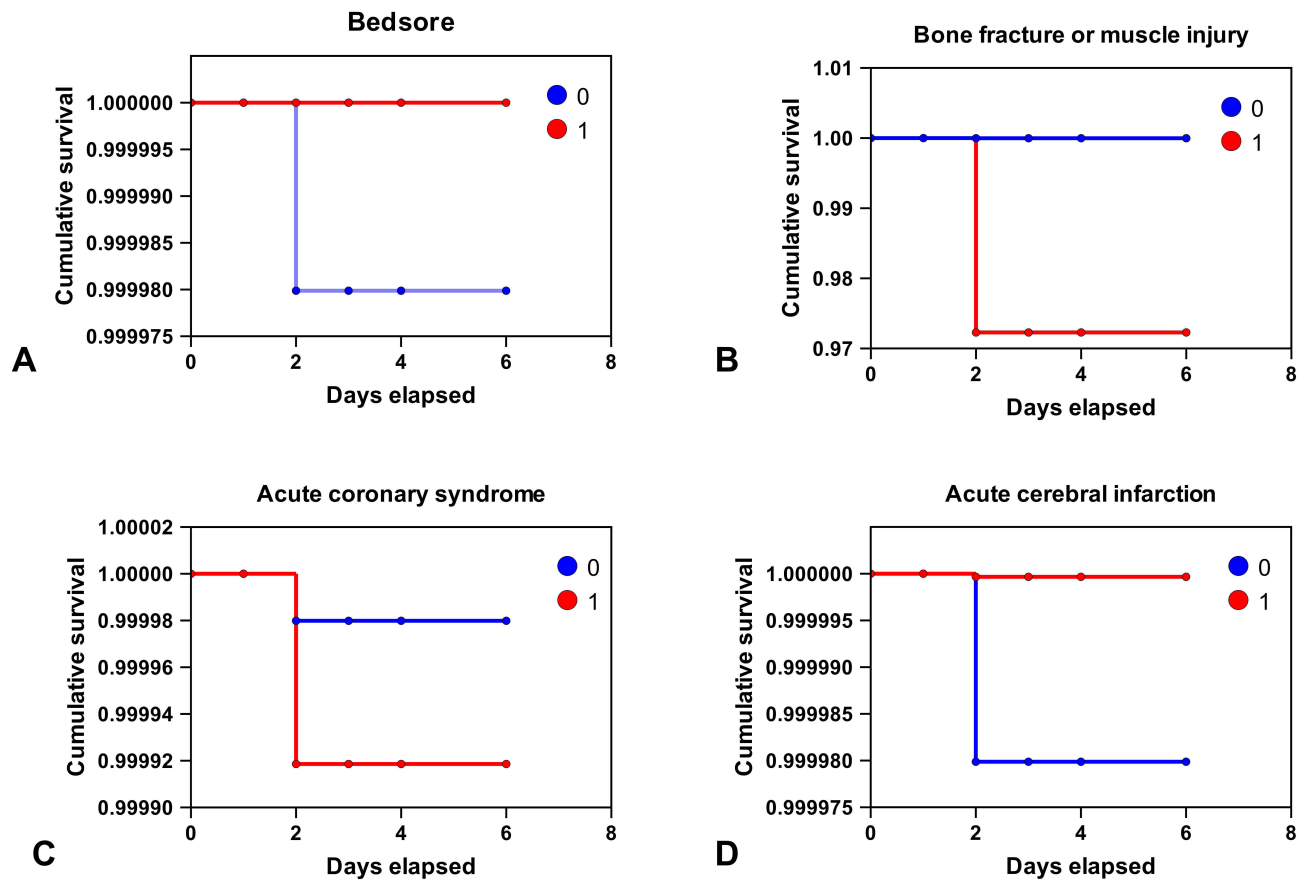 Bedsore
Cumulative survival
1.000000
0.999995
0.999990
0.999985
0.999980
0.999975
0 2 4 6 8
Days elapsed
0
1
A
Bone fracture or muscle injury
Cumulative survival
1.01
1.00
0.99
0.98
0.97
0 2 4 6 8
Days elapsed
0
1
B
Acute coronary syndrome
Cumulative survival
1.00002
1.00000
0.99998
0.99996
0.99994
0.99992
0.99990
0 2 4 6 8
Days elapsed
0
1
C
Acute cerebral infarction
Cumulative survival
1.000000
0.999995
0.999990
0.999985
0.999980
0.999975
0 2 4 6 8
Days elapsed
0
1
D